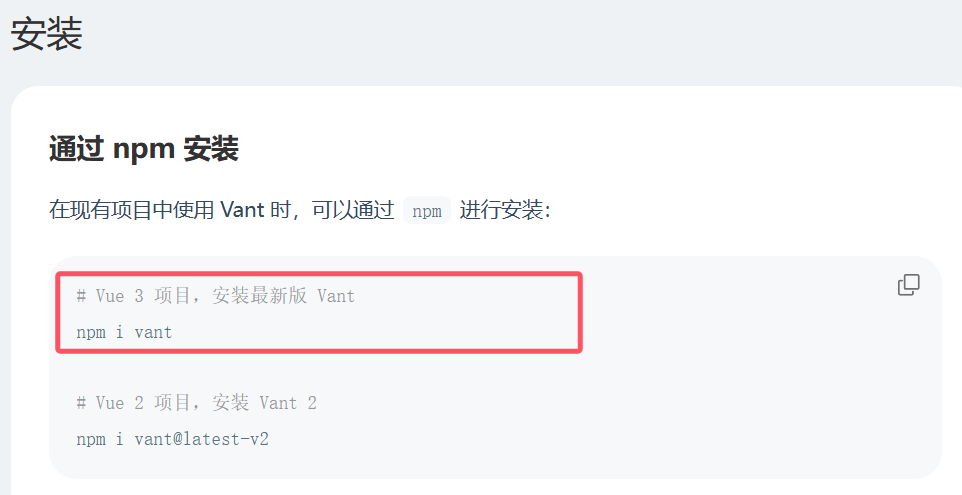 安装
通过 npm 安装
在现有项目中使用 Vant 时，可以通过 npm 进行安装：
# Vue 3 项目，安装最新版 Vant
npm i vant
# Vue 2 项目，安装 Vant 2
npm i vant@latest-v2